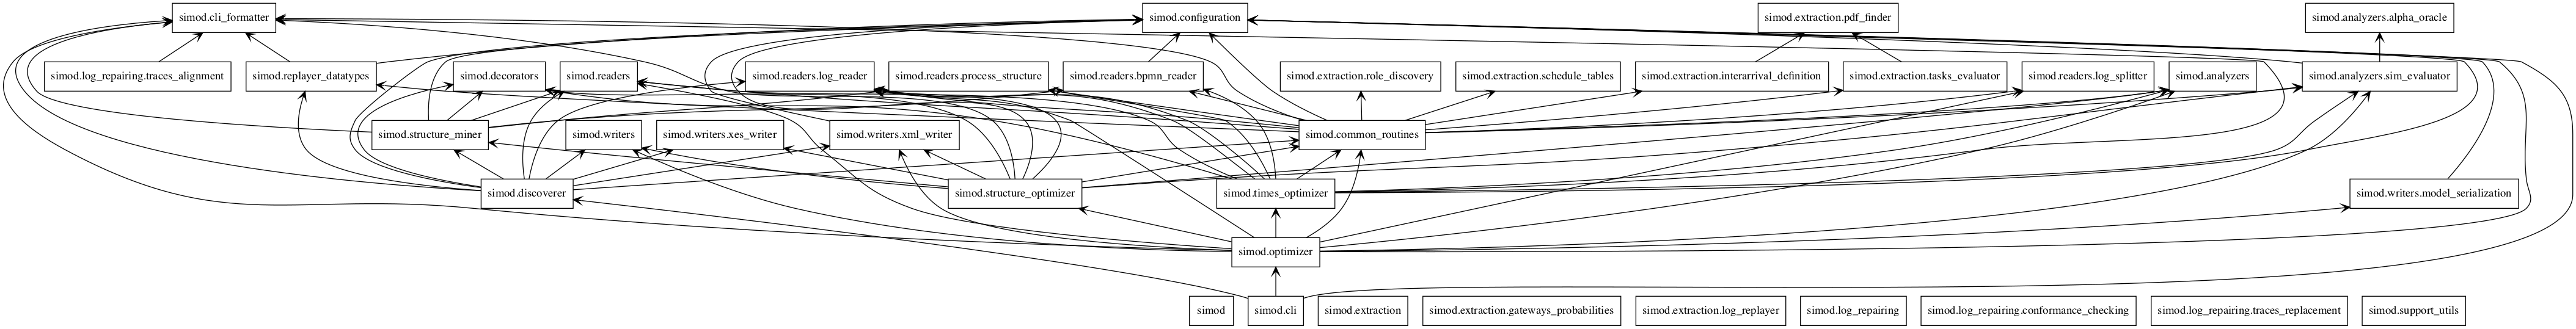 simod.cli_formatter
simod.configuration
simod.extraction.pdf_finder
simod.analyzers.alpha_oracle
simod.log_repairing.traces_alignment
simod.replayer_datatypes
simod.decorators
simod.readers
simod.readers.log_reader
simod.readers.process_structure
simod.readers.bpmn_reader
simod.extraction.role_discovery
simod.extraction.schedule_tables
simod.extraction.interarrival_definition
simod.extraction.tasks_evaluator
simod.readers.log_splitter
simod.analyzers
simod.analyzers.sim_evaluator
simod.structure_miner
simod.writers
simod.writers.xes_writer
simod.writers.xml_writer
simod.common_routines
simod.discoverer
simod.structure_optimizer
simod.times_optimizer
simod.writers.model_serialization
simod.optimizer
simod
simod.cli
simod.extraction
simod.extraction.gateways_probabilities
simod.extraction.log_replayer
simod.log_repairing
simod.log_repairing.conformance_checking
simod.log_repairing.traces_replacement
simod.support_utils